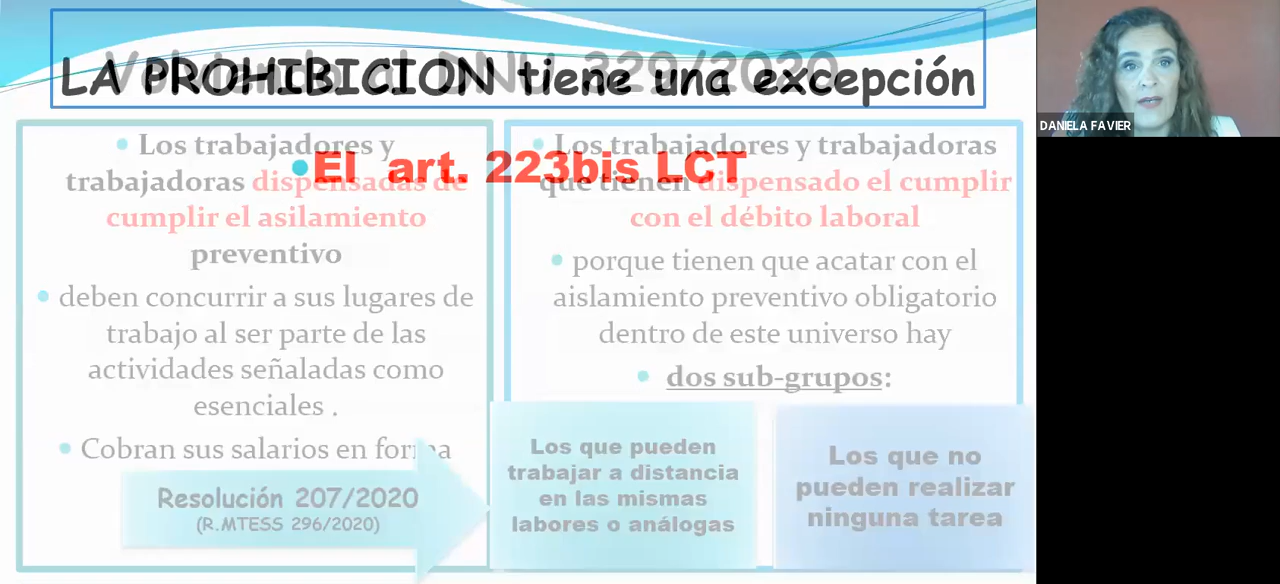 LA PROHIBICION tiene una excepción
DNU 329/2020
El art. 223bis LCT
Los trabajadores y
trabajadoras dispensadas de
cumplir el asilamiento
preventivo
deben concurrir a sus lugares de
trabajo al ser parte de las
actividades señaladas como
esenciales .
Cobran sus salarios en forma
Resolución 207/2020
(R.MTESS 296/2020)
Los trabajadores y trabajadoras
que tienen dispensado el cumplir
con el débito laboral
porque tienen que acatar con el
aislamiento preventivo obligatorio
dentro de este universo hay
dos sub-grupos:
Los que pueden
trabajar a distancia
en las mismas
labores o análogas
Los que no
pueden realizar
ninguna tarea
DANIELA FAVIER